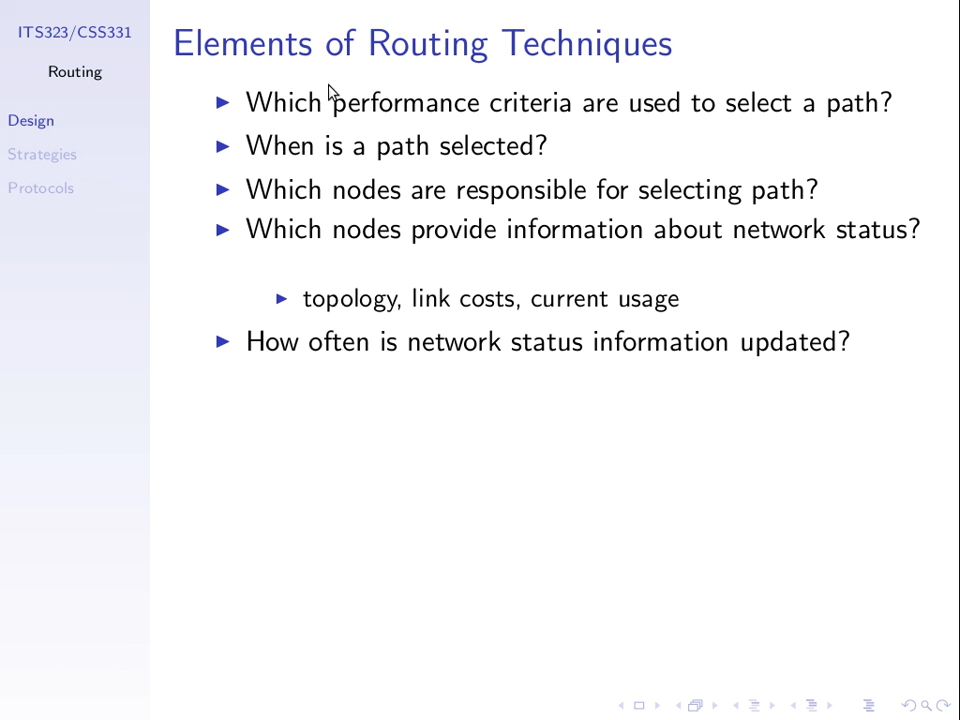 ITS323/CSS331
Routing
Design
Strategies
Protocols
Elements of Routing Techniques
Which performance criteria are used to select a path?
When is a path selected?
Which nodes are responsible for selecting path?
Which nodes provide information about network status?
topology, link costs, current usage
How often is network status information updated?